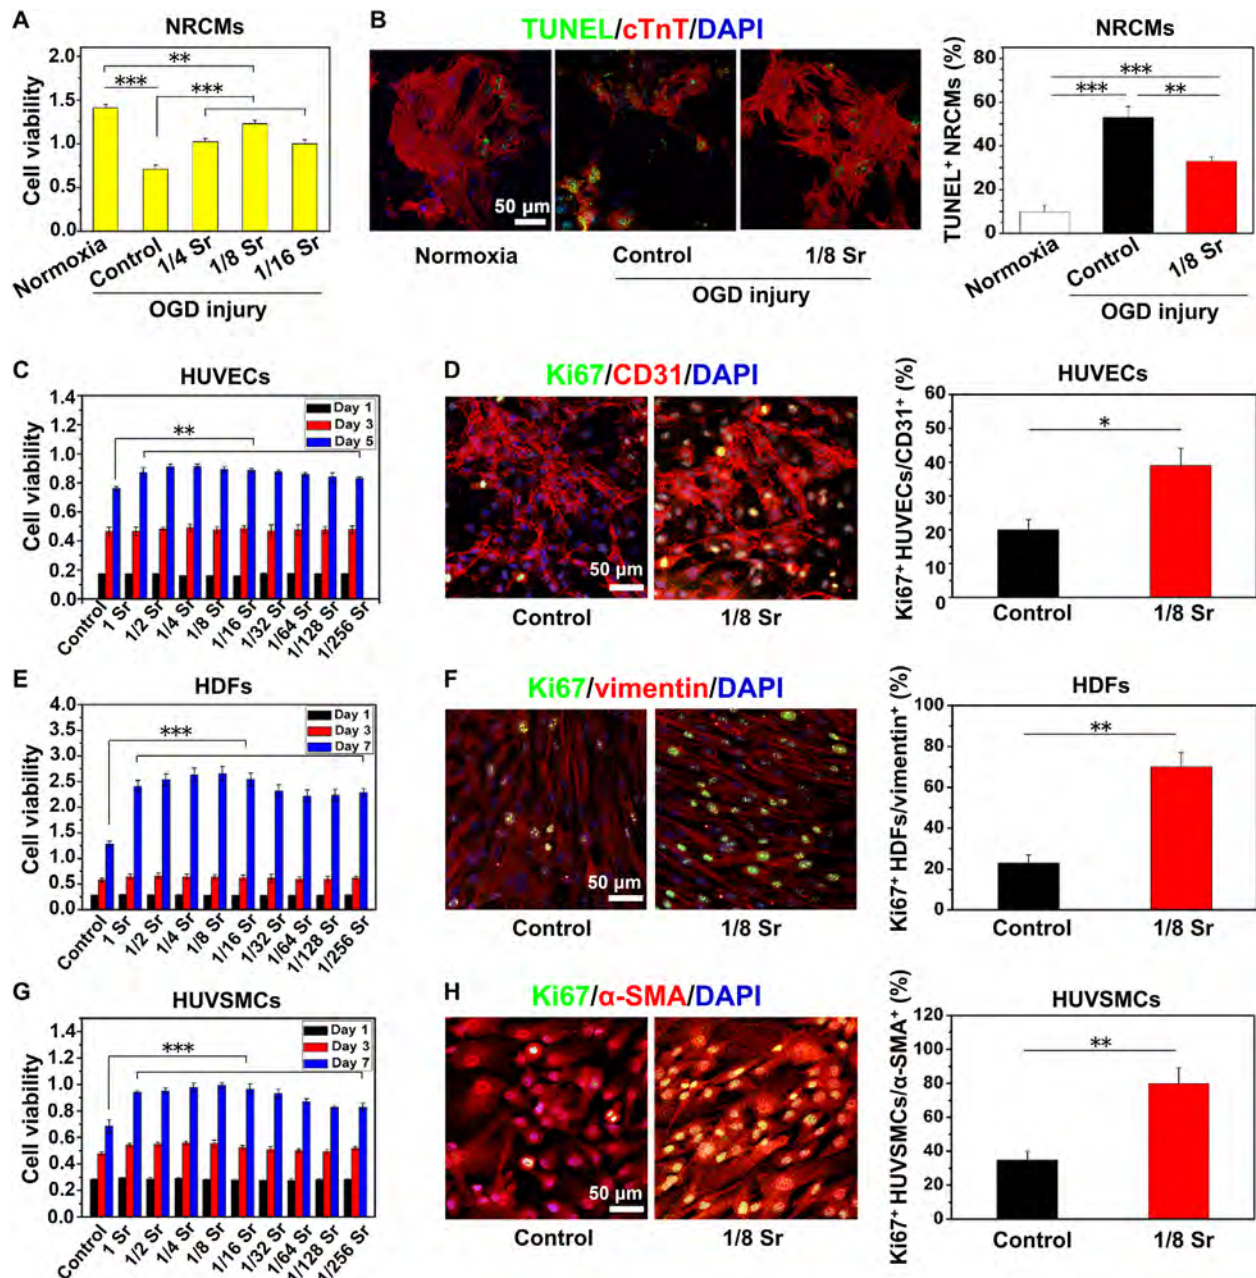 A
NRCMs
Cell viability
2.0
1.5
1.0
0.5
0.0
**
***
***
Normoxia
Control
1/4 Sr
1/8 Sr
1/16 Sr
OGD injury
B
TUNEL/cTnT/DAPI
50 µm
Normoxia
Control
1/8 Sr
OGD injury
NRCMs
TUNEL⁺ NRCMs (%)
80
60
40
20
0
***
***
**
Normoxia
Control
1/8 Sr
OGD injury
C
HUVECs
Cell viability
1.4
1.2
1.0
0.8
0.6
0.4
0.2
0.0
Day 1
Day 3
Day 5
**
Control
1 Sr
1/2 Sr
1/4 Sr
1/8 Sr
1/16 Sr
1/32 Sr
1/64 Sr
1/128 Sr
1/256 Sr
D
Ki67/CD31/DAPI
50 µm
Control
1/8 Sr
HUVECs
Ki67⁺ HUVECs/CD31⁺ (%)
60
50
40
30
20
10
0
*
Control
1/8 Sr
E
HDFs
Cell viability
4.0
3.5
3.0
2.5
2.0
1.5
1.0
0.5
0.0
Day 1
Day 3
Day 7
***
Control
1 Sr
1/2 Sr
1/4 Sr
1/8 Sr
1/16 Sr
1/32 Sr
1/64 Sr
1/128 Sr
1/256 Sr
F
Ki67/vimentin/DAPI
50 µm
Control
1/8 Sr
HDFs
Ki67⁺ HDFs/vimentin⁺ (%)
100
80
60
40
20
0
**
Control
1/8 Sr
G
HUVSMCs
Cell viability
1.4
1.2
1.0
0.8
0.6
0.4
0.2
0.0
Day 1
Day 3
Day 7
***
Control
1 Sr
1/2 Sr
1/4 Sr
1/8 Sr
1/16 Sr
1/32 Sr
1/64 Sr
1/128 Sr
1/256 Sr
H
Ki67/α-SMA/DAPI
50 µm
Control
1/8 Sr
HUVSMCs
Ki67⁺ HUVSMCs/α-SMA⁺ (%)
120
100
80
60
40
20
0
**
Control
1/8 Sr